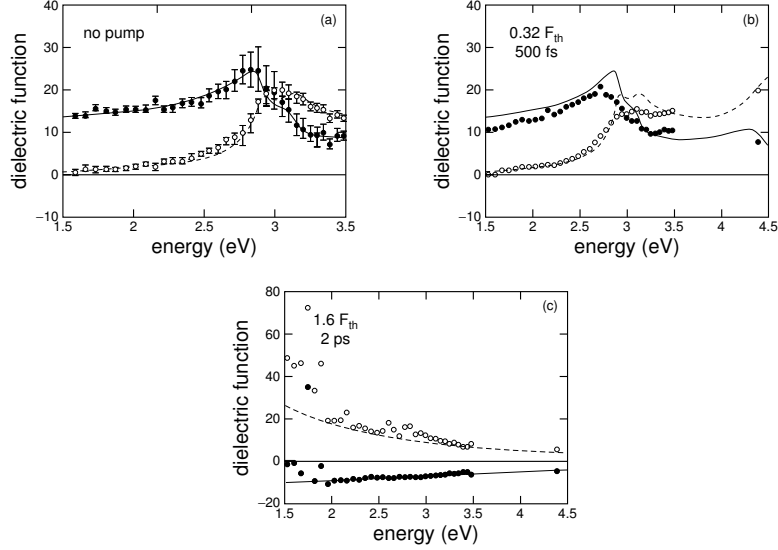 (a)
no pump
dielectric function
40
30
20
10
0
−10
1.5
2
2.5
3
3.5
energy (eV)
(b)
0.32 Fth
500 fs
dielectric function
40
30
20
10
0
−10
1.5
2
2.5
3
3.5
4
4.5
energy (eV)
(c)
1.6 Fth
2 ps
dielectric function
80
60
40
20
0
−20
1.5
2
2.5
3
3.5
4
4.5
energy (eV)